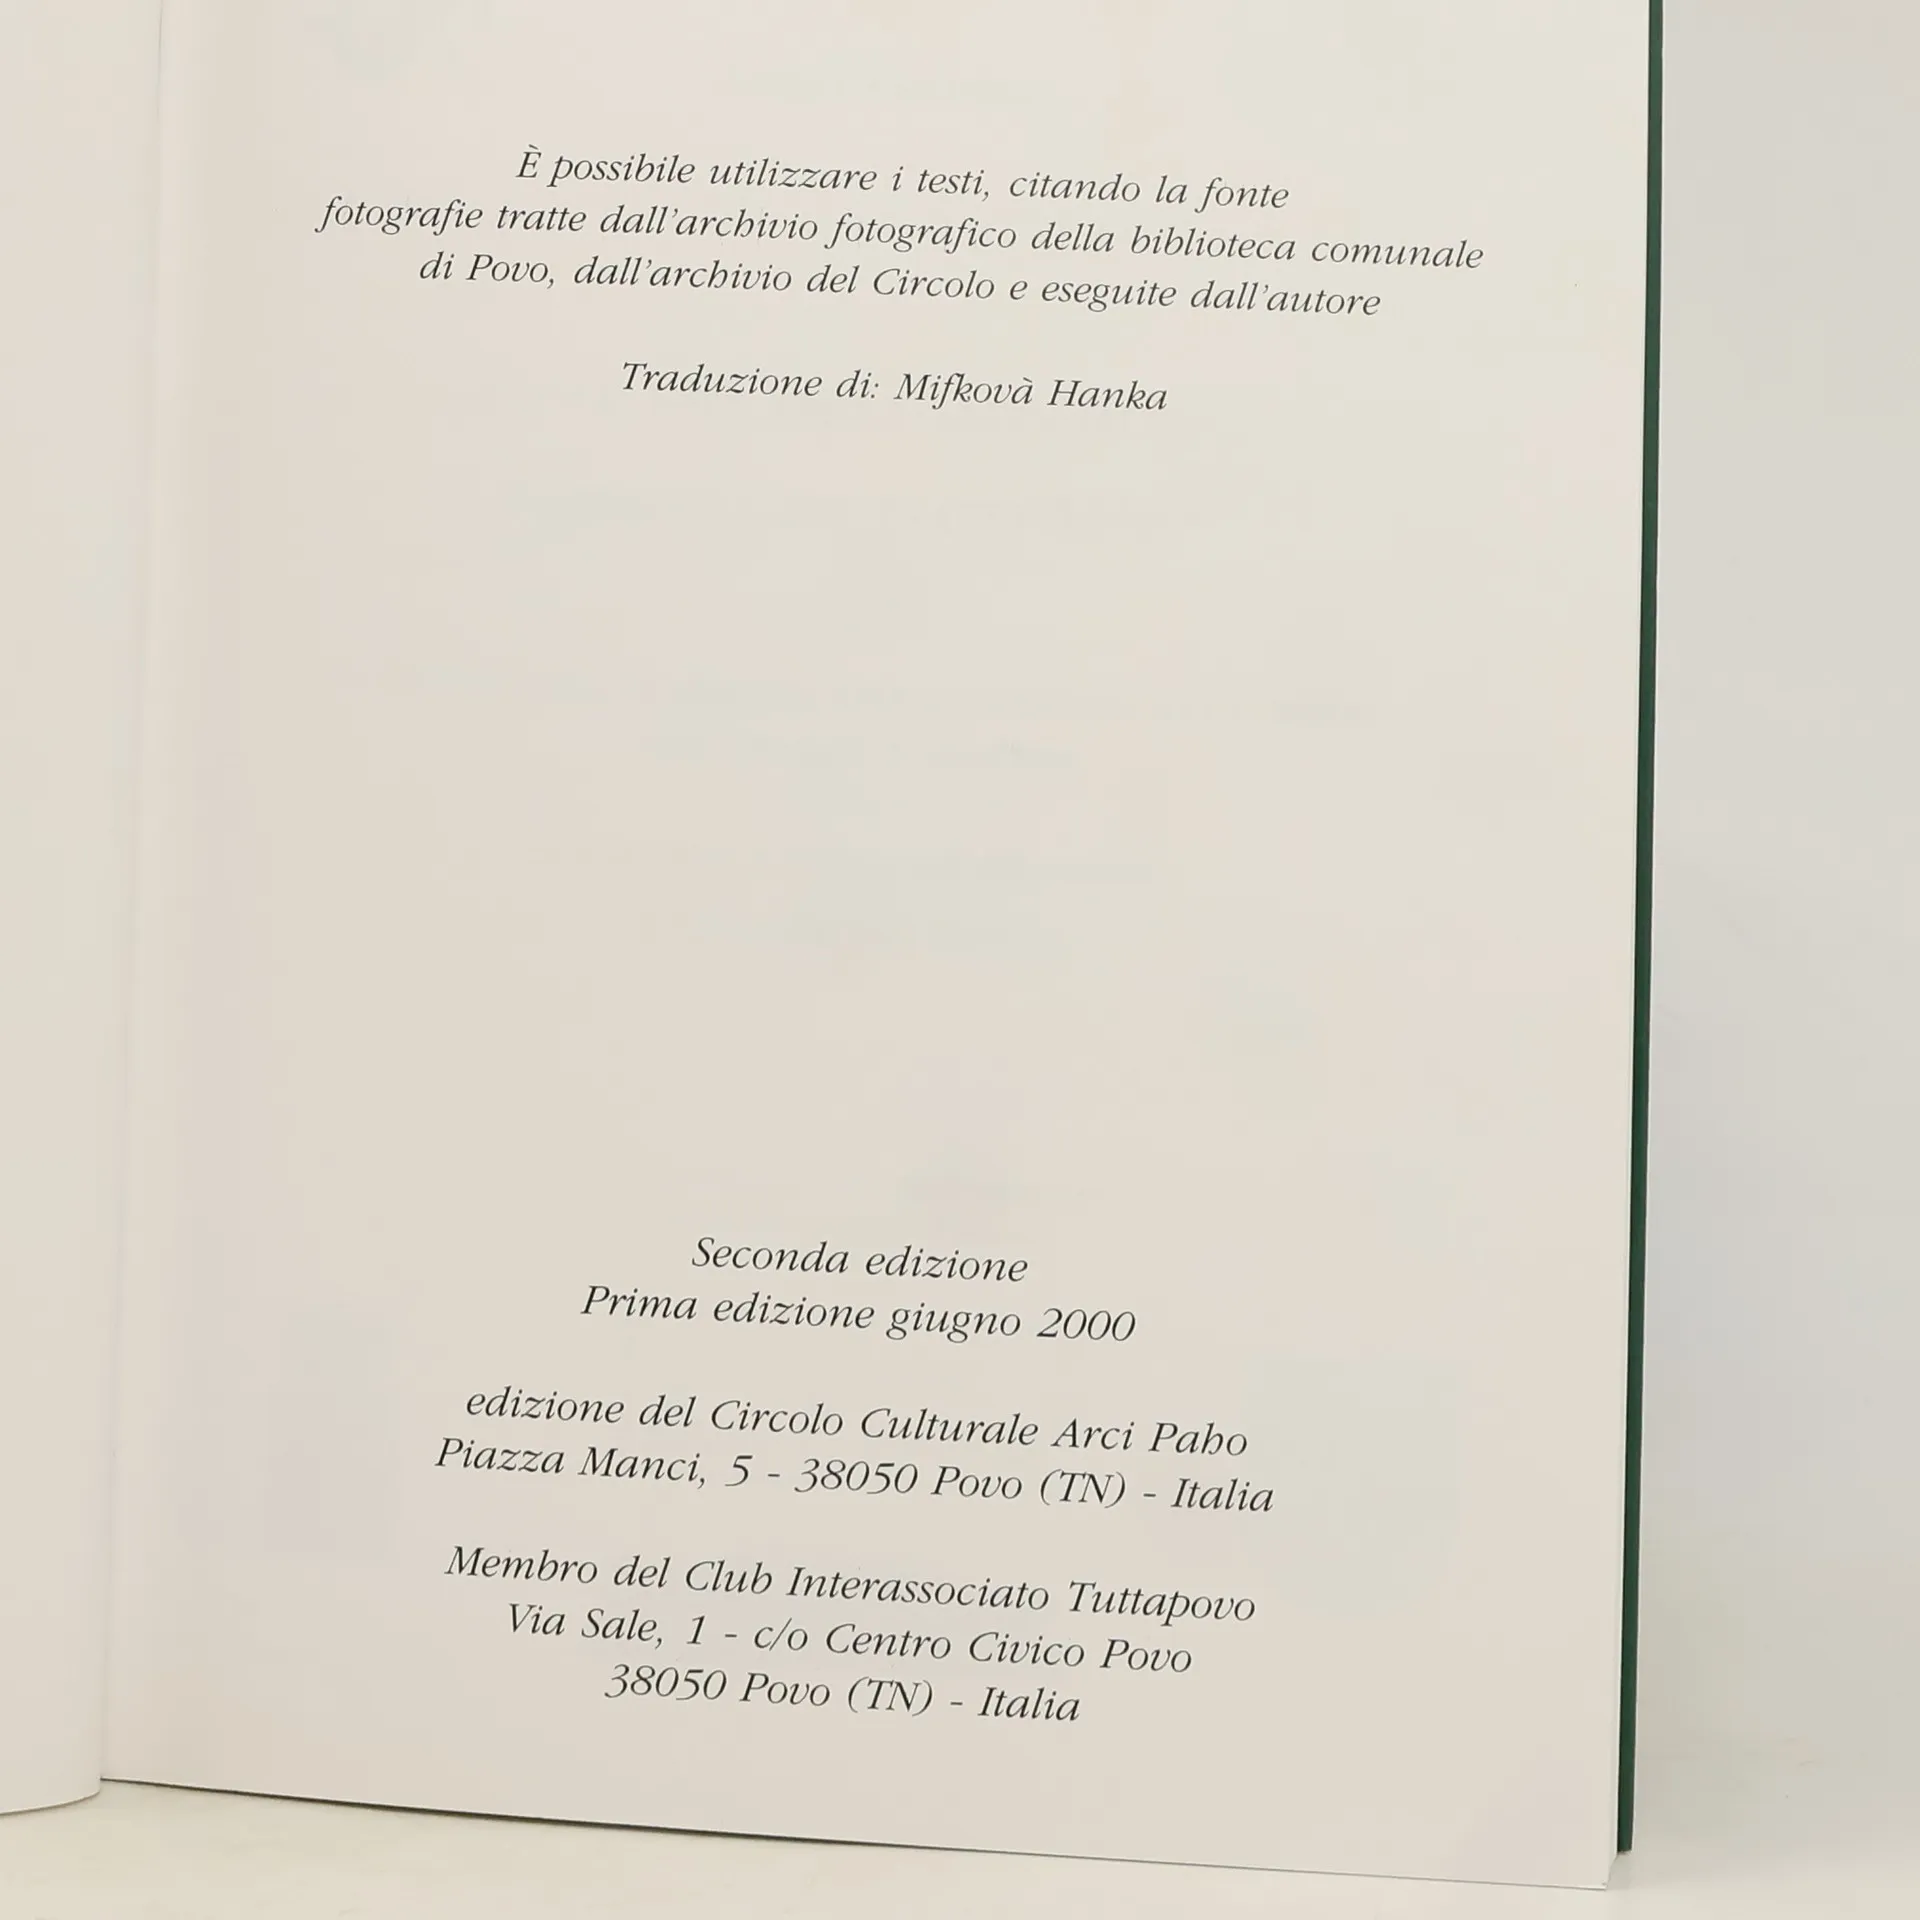 È possibile utilizzare i testi, citando la fonte
fotografie tratte dall'archivio fotografico della biblioteca comunale
di Povo, dall'archivio del Circolo e eseguite dall'autore
Traduzione di: Mifkovà Hanka
Seconda edizione
Prima edizione giugno 2000
edizione del Circolo Culturale Arci Paho
Piazza Manci, 5 - 38050 Povo (TN) - Italia
Membro del Club Interassociato Tuttapovo
Via Sale, 1 - c/o Centro Civico Povo
38050 Povo (TN) - Italia